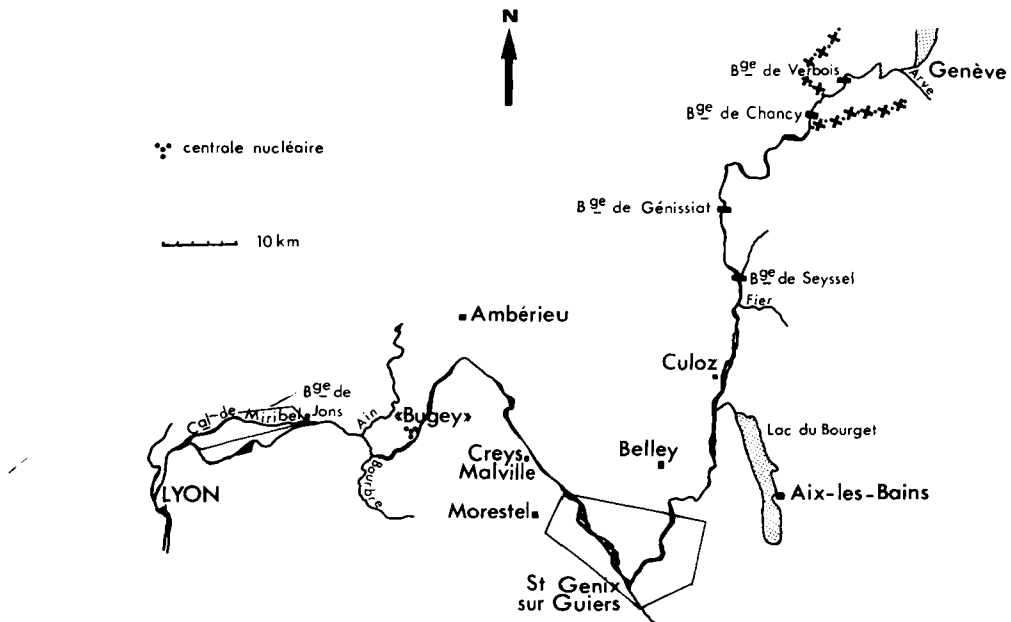 N
Bge de Verbois
Genève
Arve
Bge de Chancy
centrale nucléaire
Bge de Génissiat
10 km
Bge de Seyssel
Fier
Ambérieu
Culoz
Bge de
Jons
Cal de Miribel
Ain
«Bugey»
Lac du Bourget
Creys
Malville
Belley
Bourbre
LYON
Aix-les-Bains
Morestel
St Genix
sur Guiers